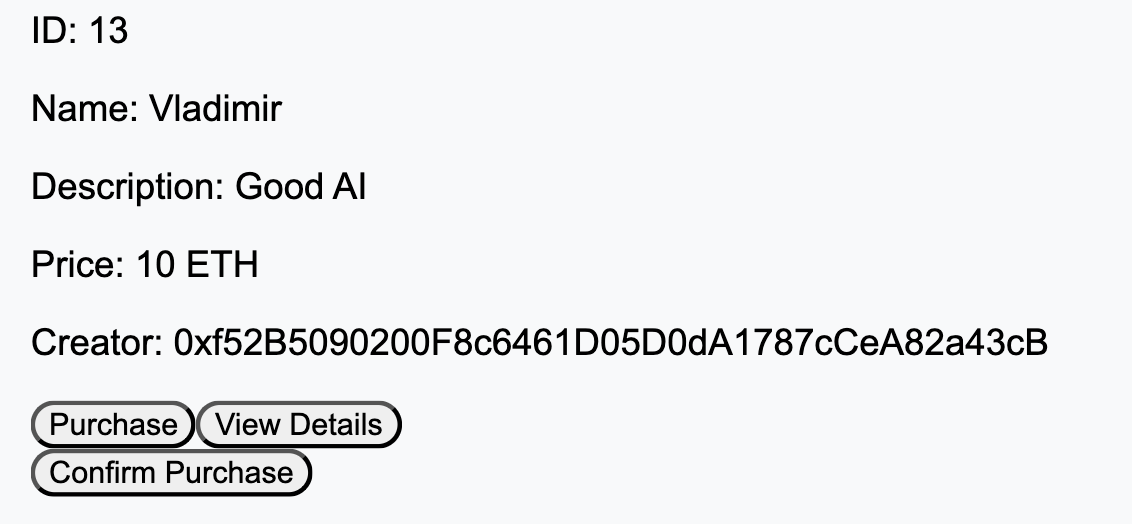 ID: 13
Name: Vladimir
Description: Good AI
Price: 10 ETH
Creator: 0xf52B5090200F8c6461D05D0dA1787cCeA82a43cB
Purchase View Details
Confirm Purchase